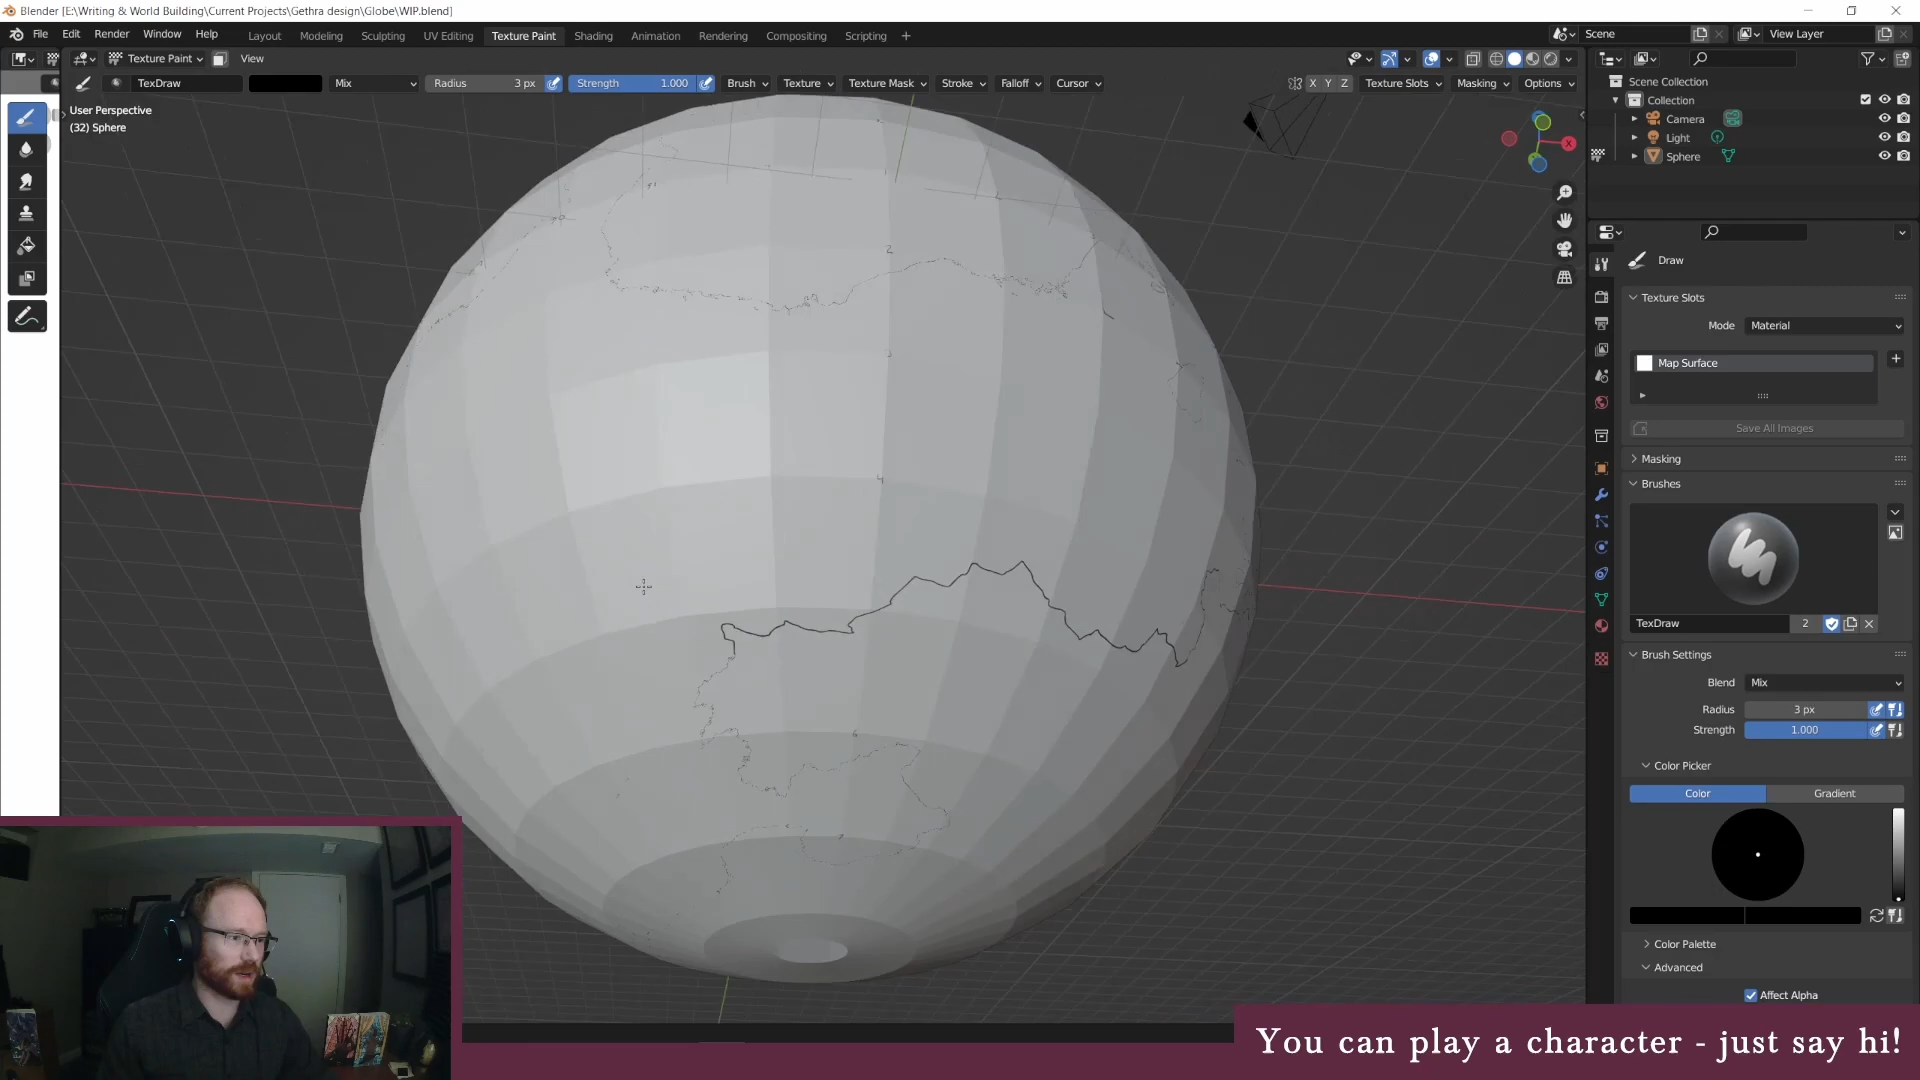 Blender [E:\Writing & World Building\Current Projects\Gethra design\Globe\WIP.blend]
File Edit Render Window Help Layout Modeling Sculpting UV Editing Texture Paint Shading Animation Rendering Compositing Scripting + Scene View Layer
Texture Paint View
TexDraw Mix Radius 3 px Strength 1.000 Brush Texture Texture Mask Stroke Falloff Cursor X Y Z Texture Slots Masking Options
User Perspective
(32) Sphere
Scene Collection
Collection
Camera
Light
Sphere
X
2
3
4
6
Draw
Texture Slots
Mode Material
Map Surface
Save All Images
Masking
Brushes
TexDraw 2
Brush Settings
Blend Mix
Radius 3 px
Strength 1.000
Color Picker
Color Gradient
Color Palette
Advanced
Affect Alpha
You can play a character - just say hi!